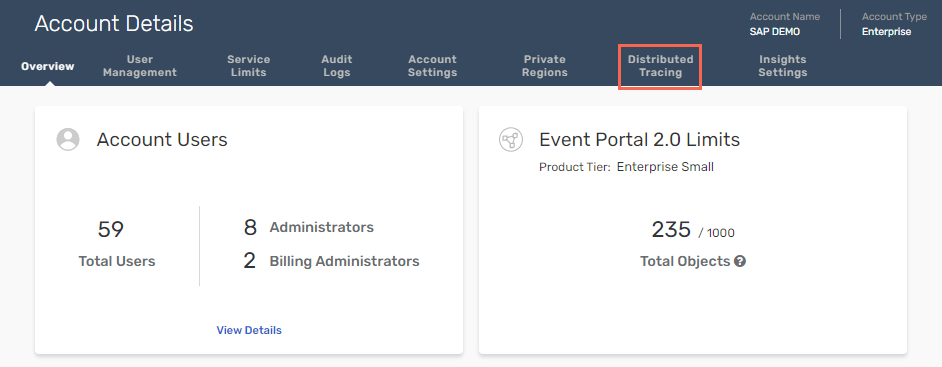 Account Details
Account Name
SAP DEMO
Account Type
Enterprise
Overview
User
Management
Service
Limits
Audit
Logs
Account
Settings
Private
Regions
Distributed
Tracing
Insights
Settings
Account Users
59
Total Users
8 Administrators
2 Billing Administrators
View Details
Event Portal 2.0 Limits
Product Tier: Enterprise Small
235 / 1000
Total Objects ?